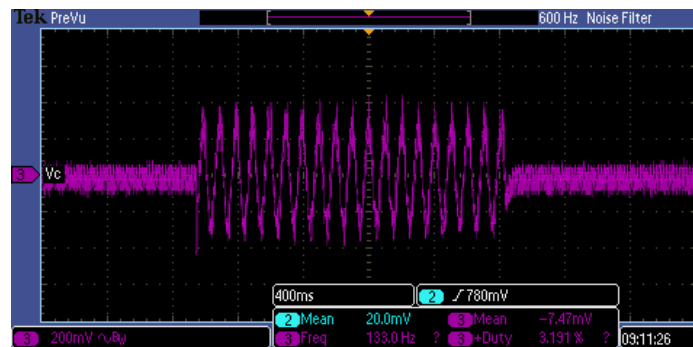 Tek PreVu 600 Hz Noise Filter
3 Vc
400ms 2 780mV
2 Mean 20.0mV 3 Mean -7.47mV
3 Freq 133.0 Hz ? 3 +Duty 3.191 % ?
3 200mV 09:11:26